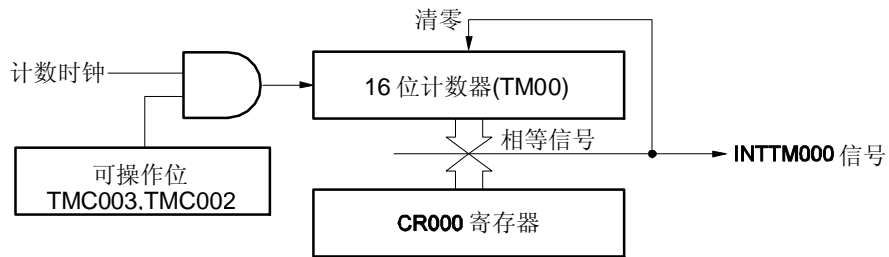 清零
计数时钟
16 位计数器(TM00)
相等信号
INTTM000 信号
可操作位
TMC003,TMC002
CR000 寄存器